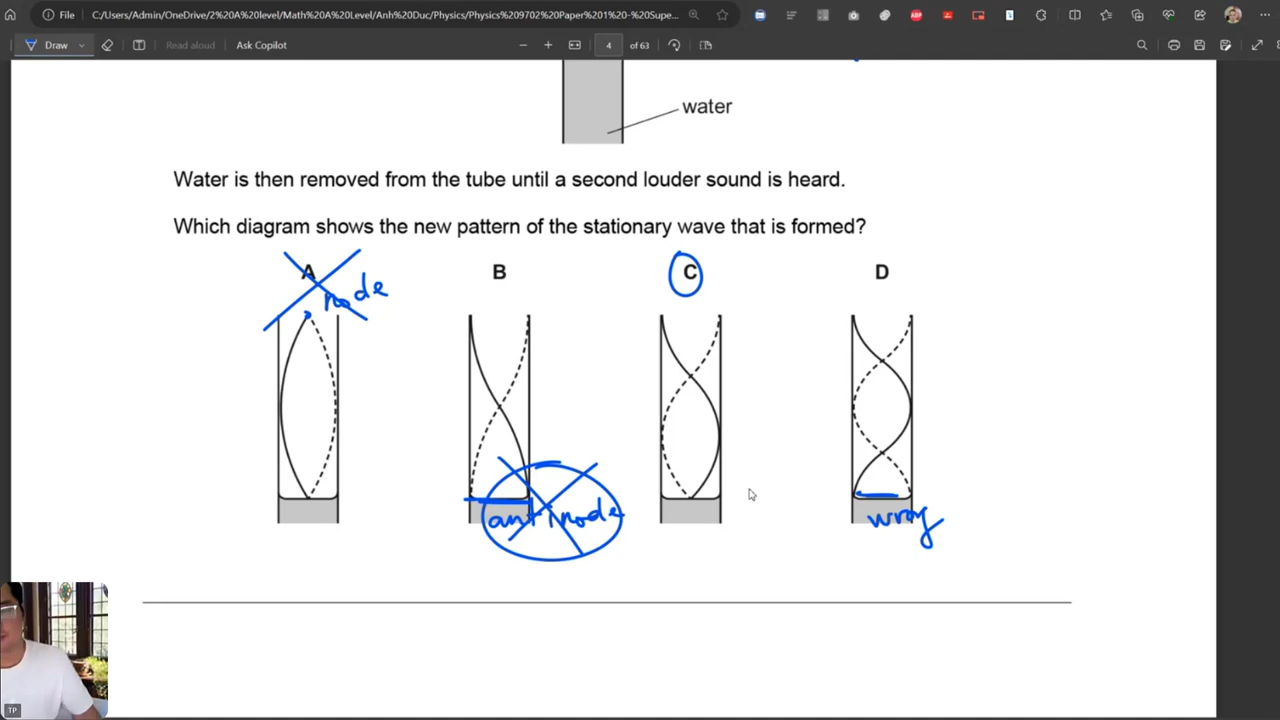 File
C:/Users/Admin/OneDrive/2%20A%20level/Math%20A%20Level/Anh%20Duc/Physics/Physics%209702%20Paper%201%20-%20Supe...
Draw
Read aloud
Ask Copilot
4
of 63
ABP
water
Water is then removed from the tube until a second louder sound is heard.
Which diagram shows the new pattern of the stationary wave that is formed?
A B C D
node
antinode
wrong
TP